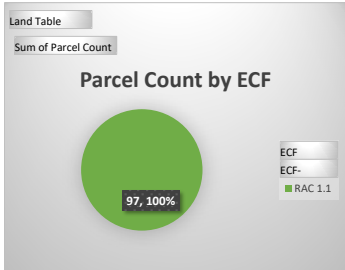 Land Table
Sum of Parcel Count
Parcel Count by ECF
97, 100%
ECF
ECF-
RAC 1.1